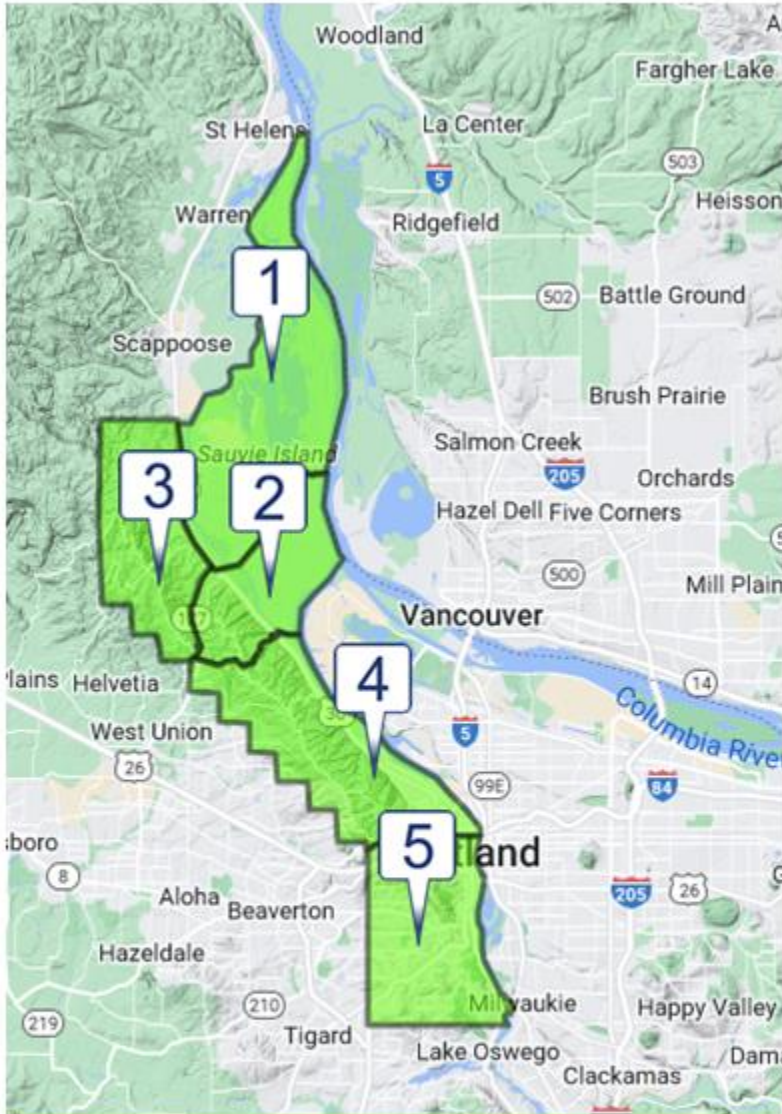 Woodland
Fargher Lake
St Helens
La Center
503
5
Heisson
Warren
Ridgefield
1
502
Battle Ground
Scappoose
Brush Prairie
Sauvie Island
Salmon Creek
205
Orchards
3
2
Hazel Dell
Five Corners
500
Mill Plain
Vancouver
4
14
Plains
Helvetia
Columbia River
West Union
5
26
99E
84
5
land
sboro
8
205
26
Aloha
Beaverton
Hazeldale
210
Milwaukie
Happy Valley
219
Tigard
Lake Oswego
Dam
Clackamas